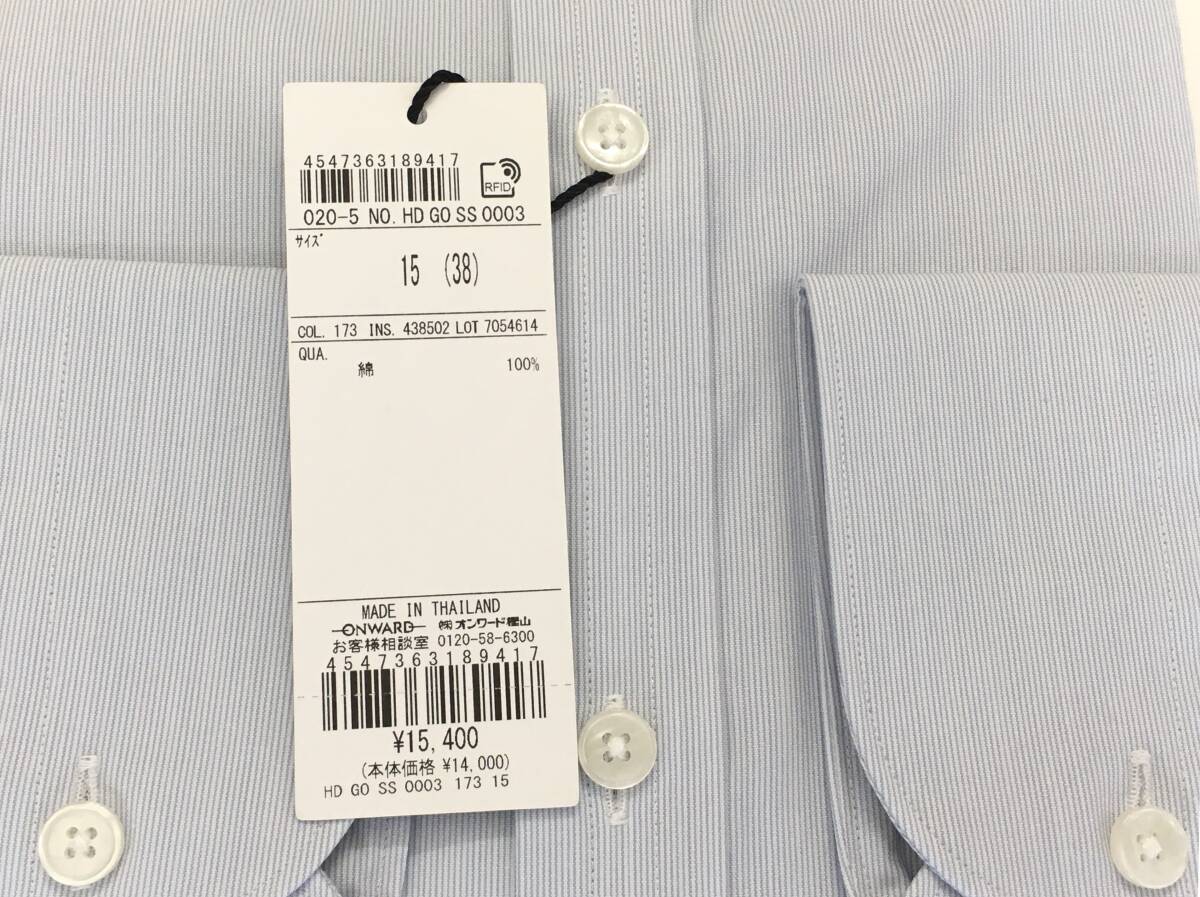 4547363189417
RFID
020-5 NO. HD GO SS 0003
ｻｲｽﾞ
15 (38)
COL. 173 INS. 438502 LOT 7054614
QUA.
綿 100%
MADE IN THAILAND
ONWARD ㈱オンワード樫山
お客様相談室 0120-58-6300
4547363189417
¥15,400
(本体価格 ¥14,000)
HD GO SS 0003 173 15